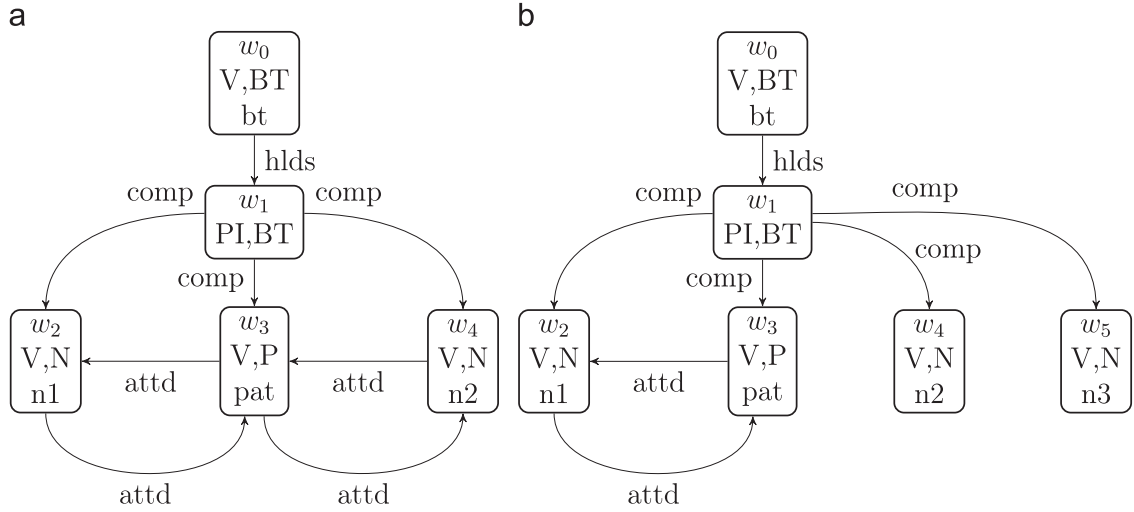 a
b
w₀
V,BT
bt
w₀
V,BT
bt
hlds
hlds
comp
comp
comp
comp
w₁
PI,BT
w₁
PI,BT
comp
comp
comp
w₂
V,N
n1
w₃
V,P
pat
w₄
V,N
n2
w₂
V,N
n1
w₃
V,P
pat
w₄
V,N
n2
w₅
V,N
n3
attd
attd
attd
attd
attd
attd